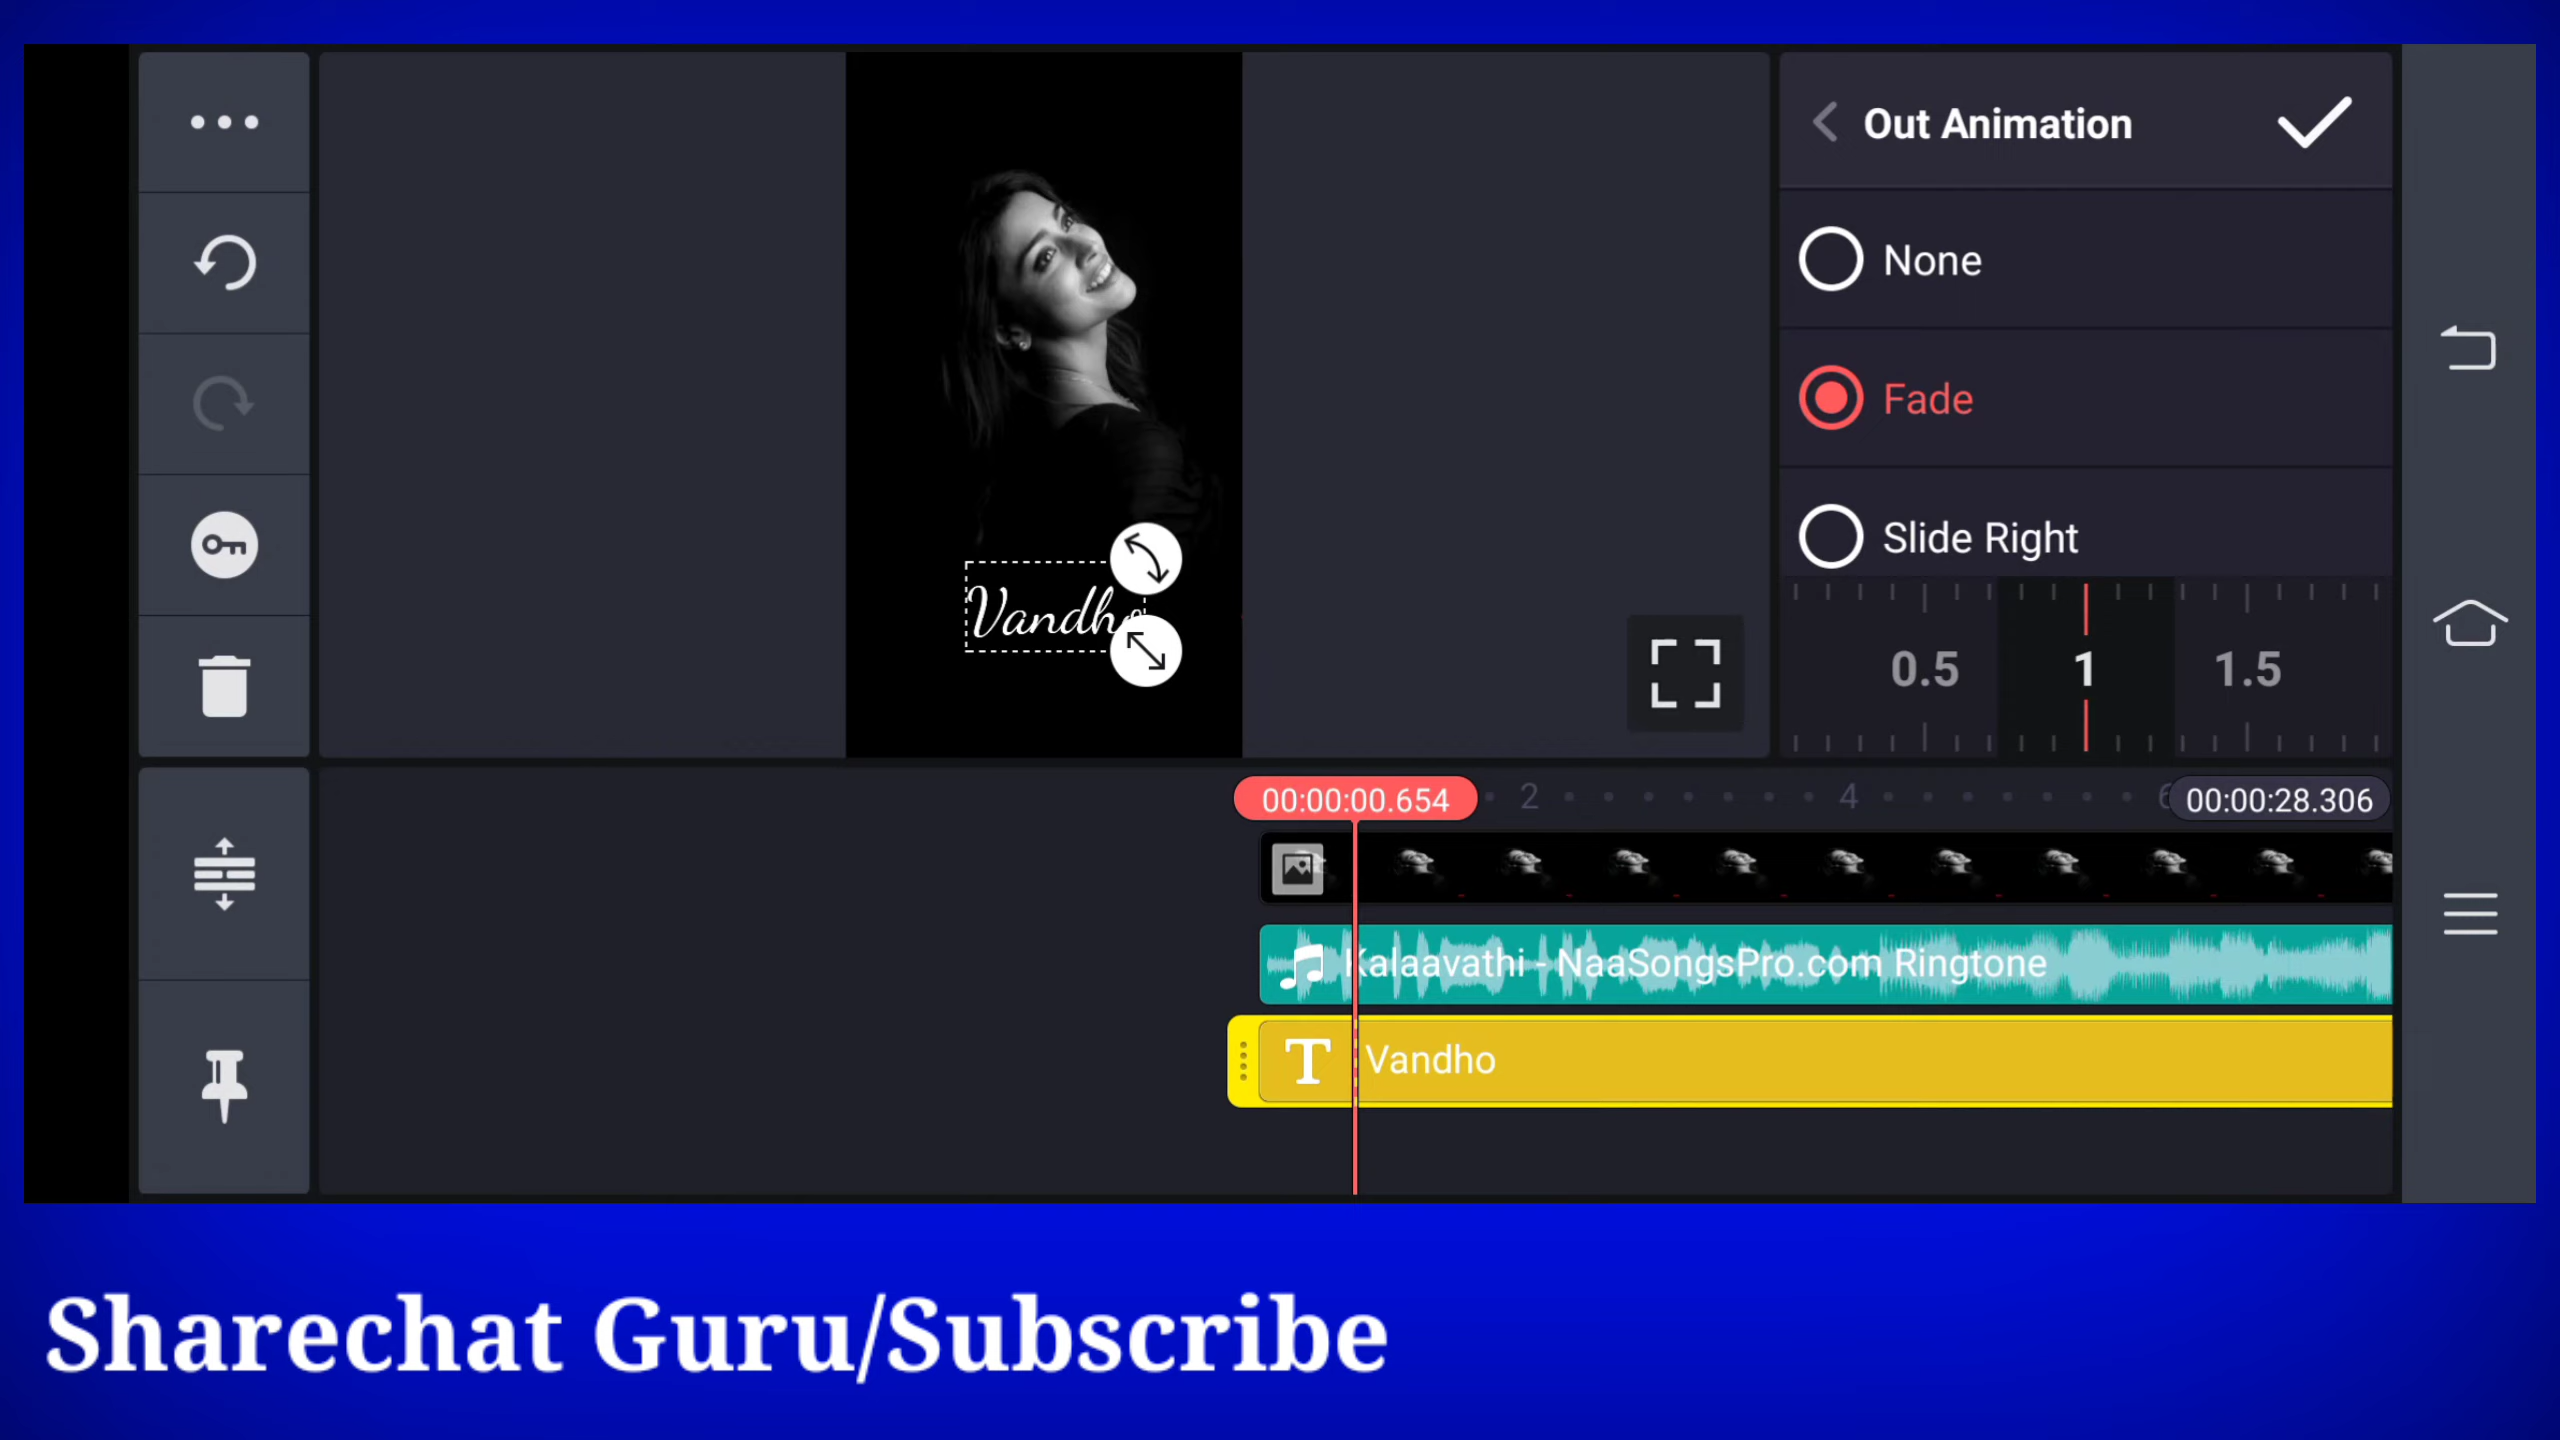 Out Animation
None
Fade
Slide Right
0.5 1 1.5
Vandho
00:00:00.654 2 4 6 00:00:28.306
Kalaavathi - NaaSongsPro.com Ringtone
T Vandho
Sharechat Guru/Subscribe